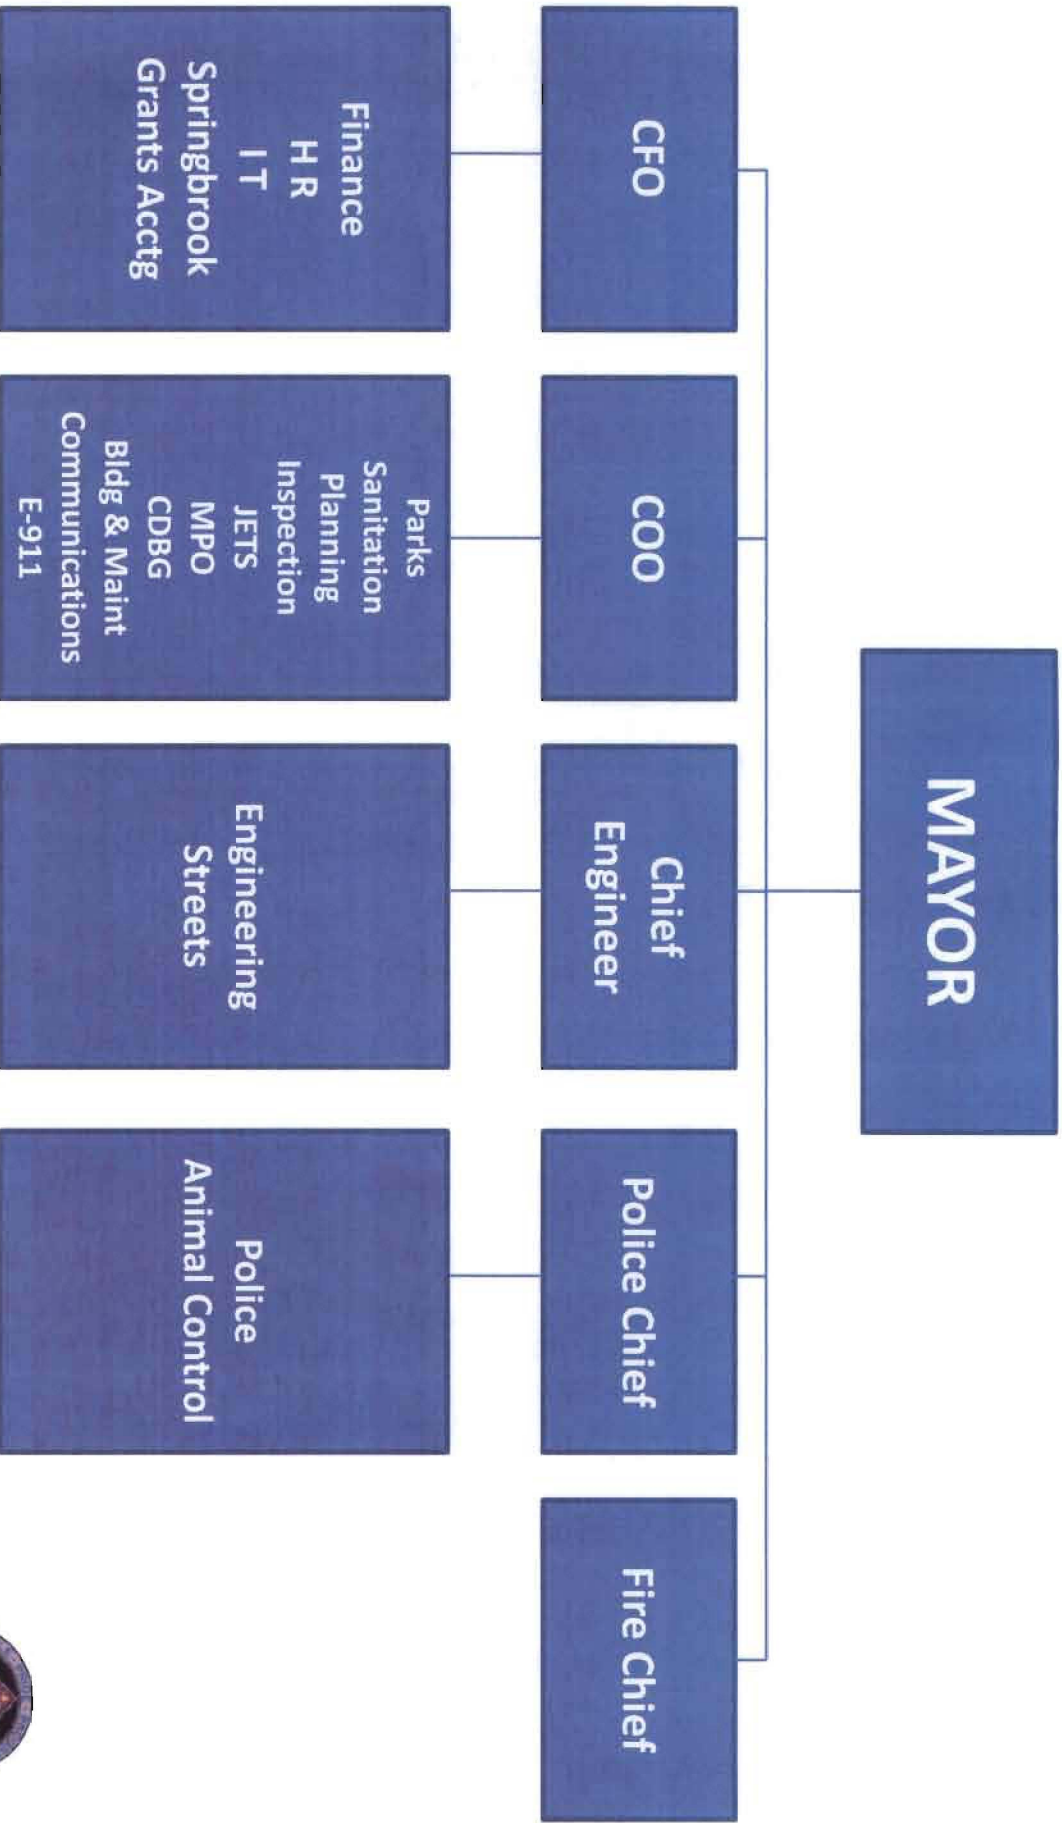 MAYOR
CFO
COO
Chief
Engineer
Police Chief
Fire Chief
Finance
H R
I T
Springbrook
Grants Acctg
Parks
Sanitation
Planning
Inspection
JETS
MPO
CDBG
Bldg & Maint
Communications
E-911
Engineering
Streets
Police
Animal Control